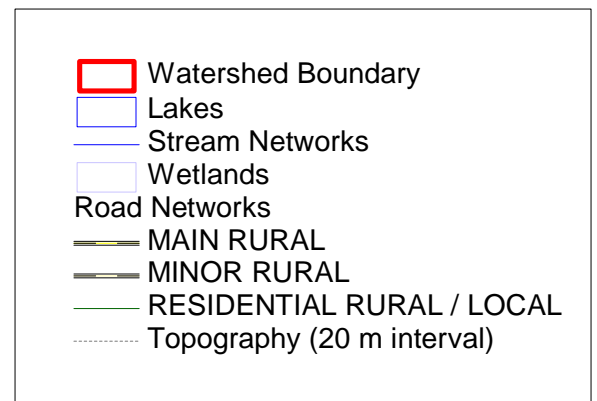 Watershed Boundary
Lakes
Stream Networks
Wetlands
Road Networks
MAIN RURAL
MINOR RURAL
RESIDENTIAL RURAL / LOCAL
Topography (20 m interval)